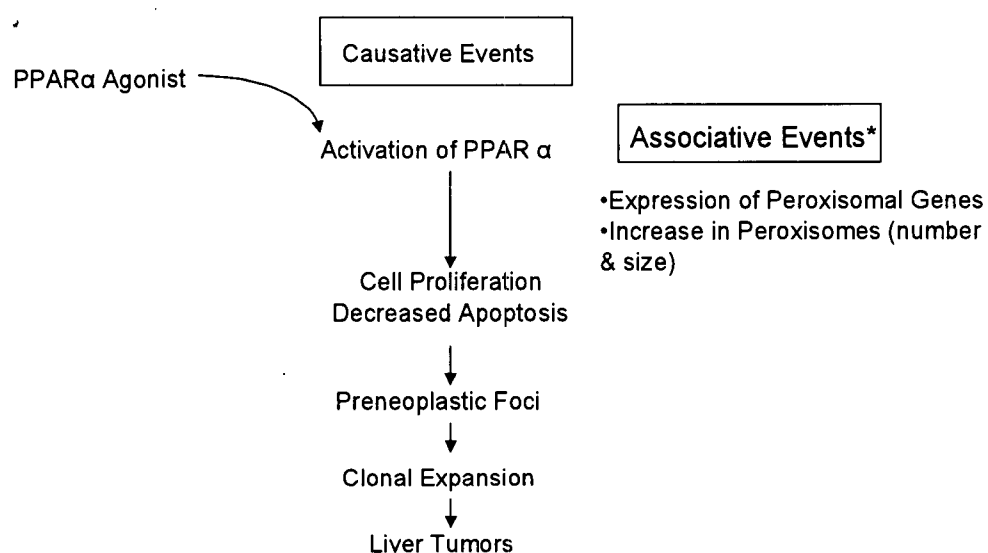 Causative Events
PPARα Agonist
Activation of PPAR α
Associative Events*
•Expression of Peroxisomal Genes
•Increase in Peroxisomes (number
& size)
Cell Proliferation
Decreased Apoptosis
Preneoplastic Foci
Clonal Expansion
Liver Tumors